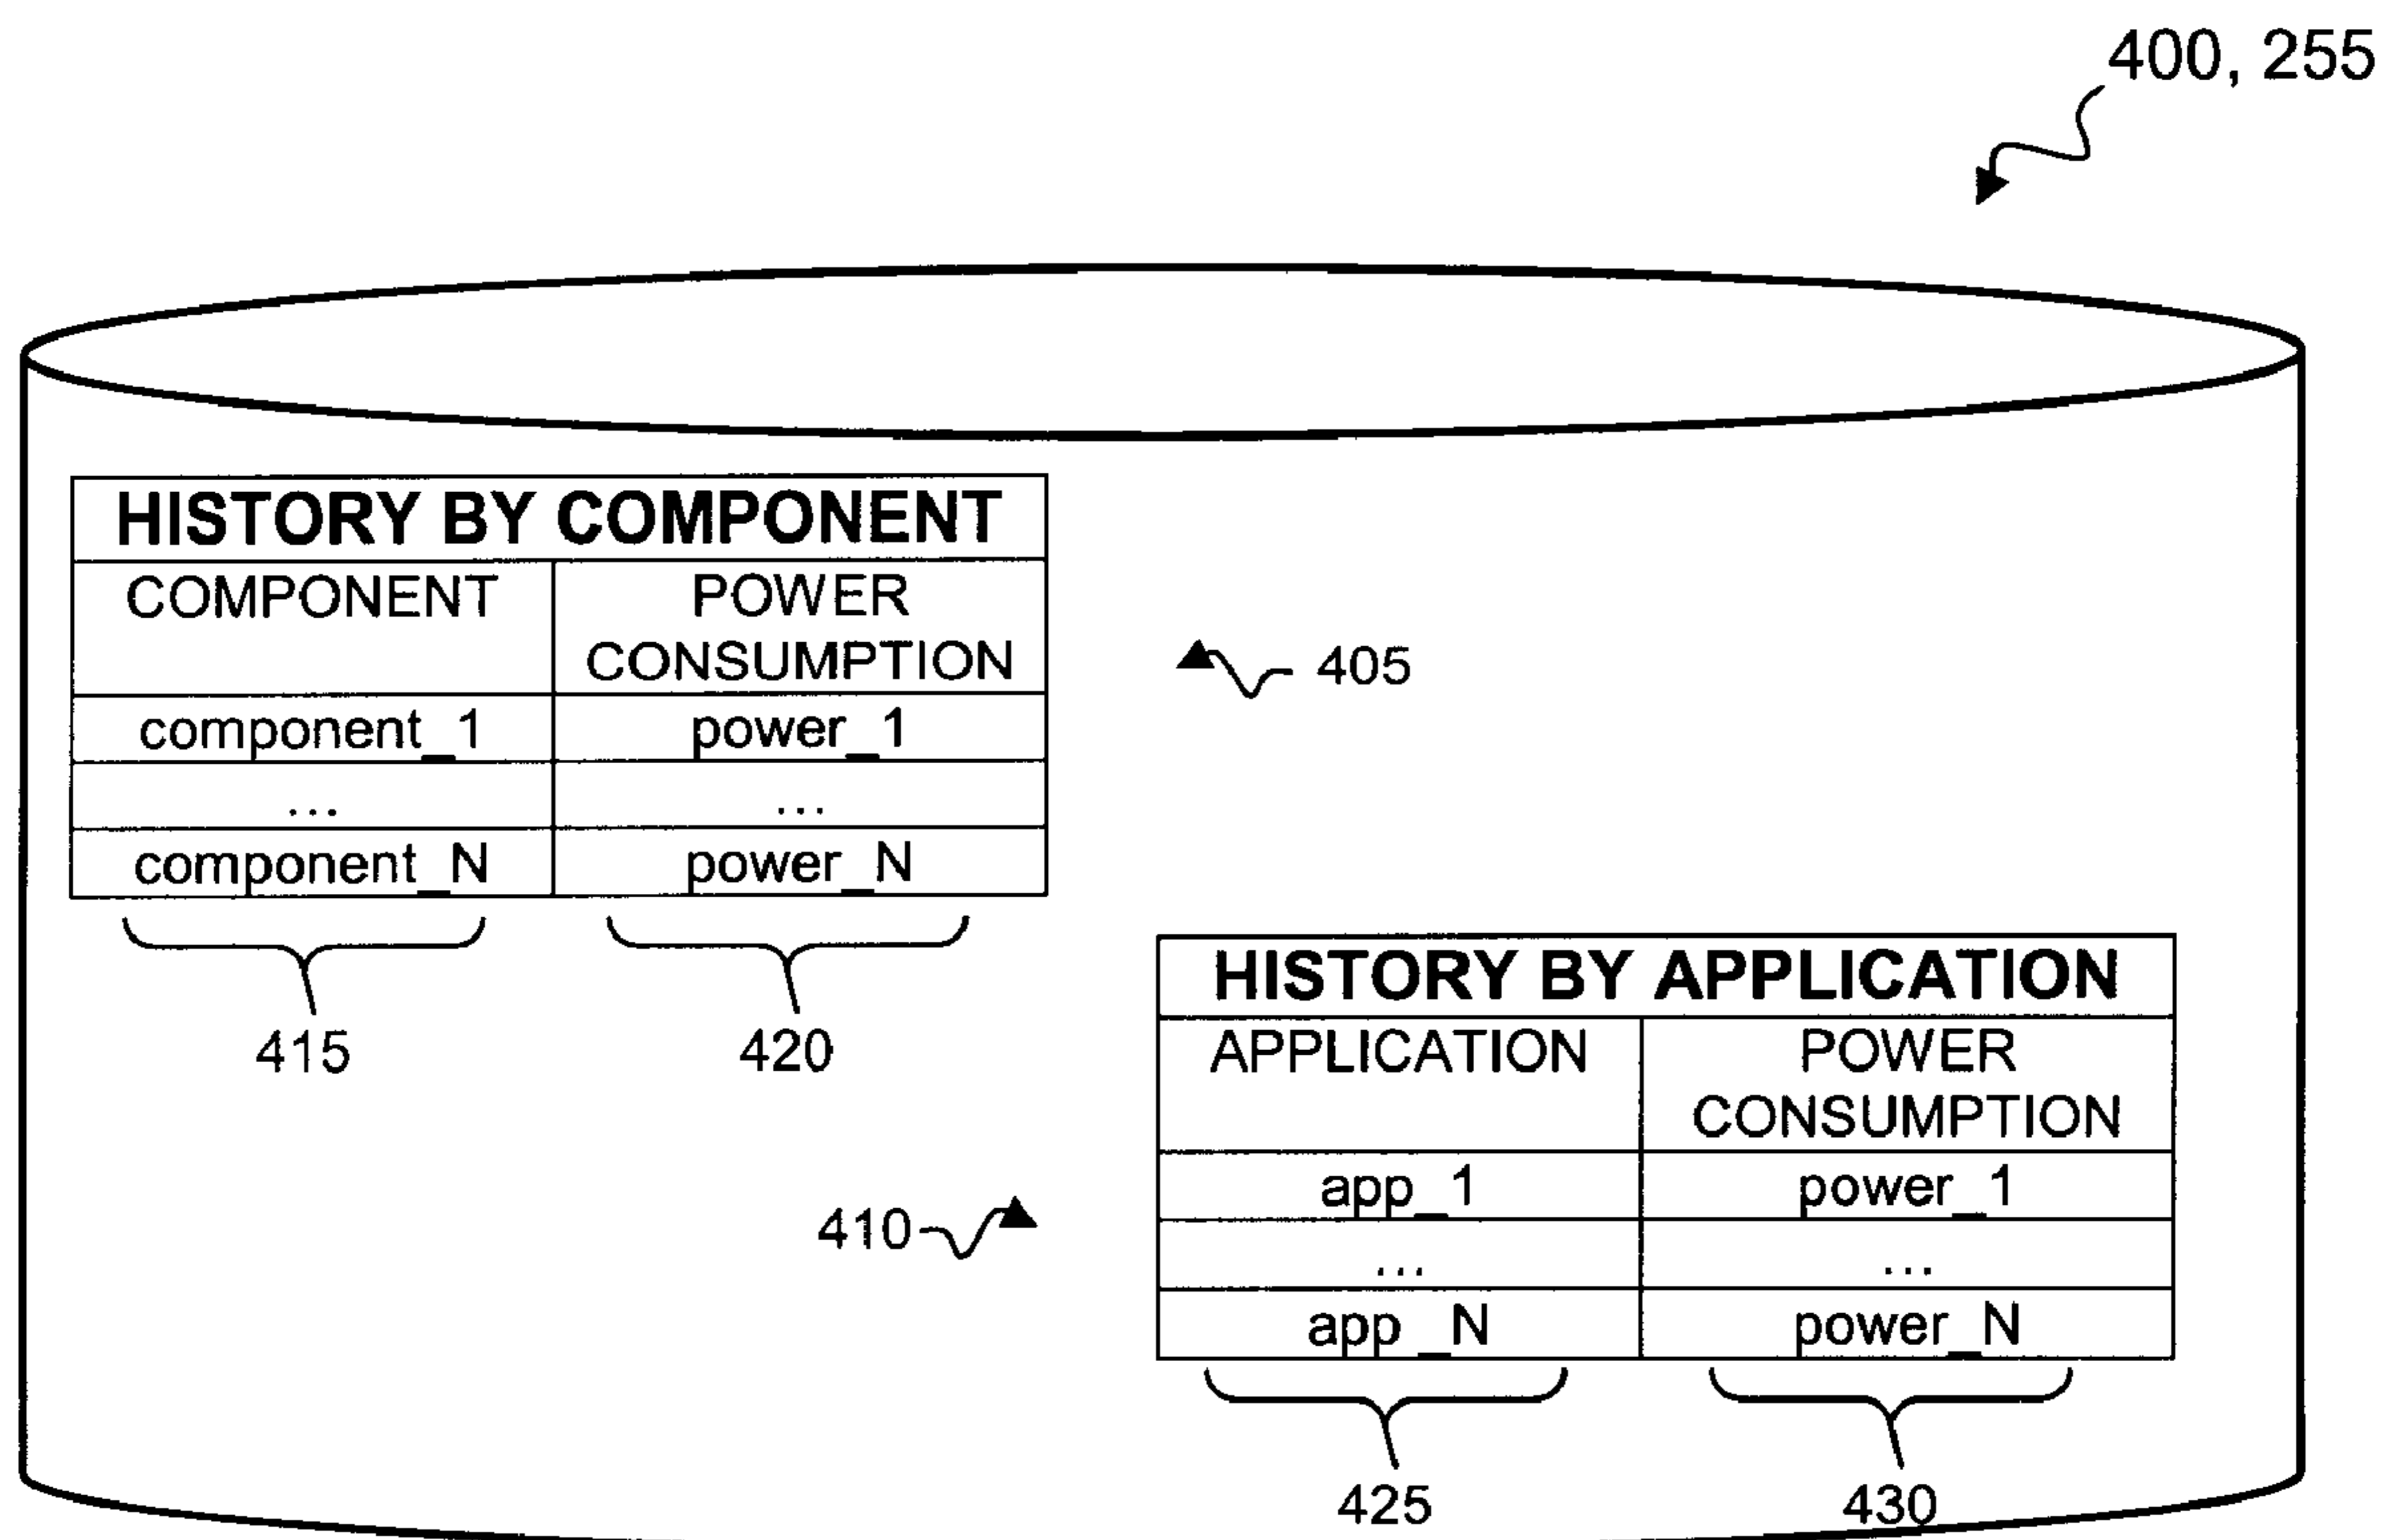 400, 255
HISTORY BY COMPONENT
COMPONENT POWER
CONSUMPTION
405
component_1 power_1
... ...
component_N power_N
415 420
HISTORY BY APPLICATION
APPLICATION POWER
CONSUMPTION
410
app_1 power_1
... ...
app_N power_N
425 430